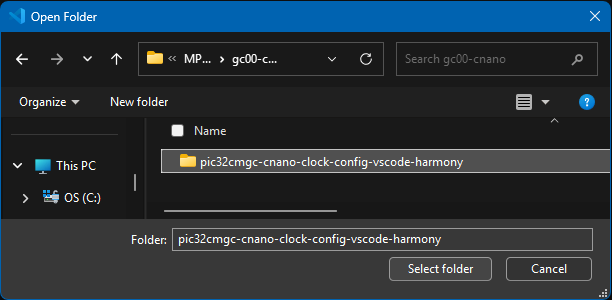 Open Folder
« MP... › gc00-c... Search gc00-cnano
Organize New folder ?
Name
pic32cmgc-cnano-clock-config-vscode-harmony
This PC
OS (C:)
Folder: pic32cmgc-cnano-clock-config-vscode-harmony
Select folder Cancel